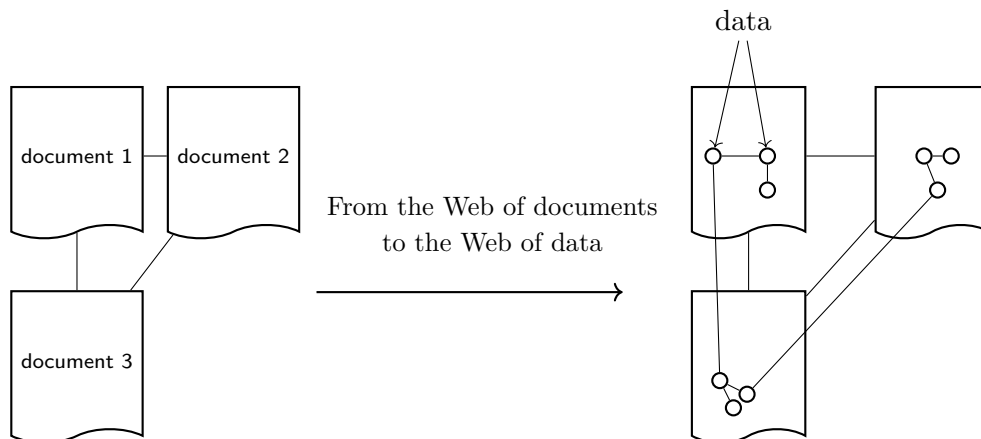 data
document 1
document 2
From the Web of documents
to the Web of data
document 3